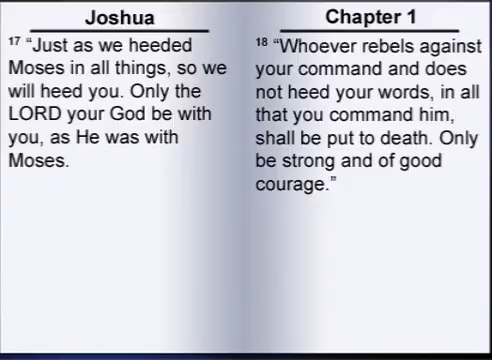 Joshua
17 “Just as we heeded
Moses in all things, so we
will heed you. Only the
LORD your God be with
you, as He was with
Moses.
Chapter 1
18 “Whoever rebels against
your command and does
not heed your words, in all
that you command him,
shall be put to death. Only
be strong and of good
courage.”